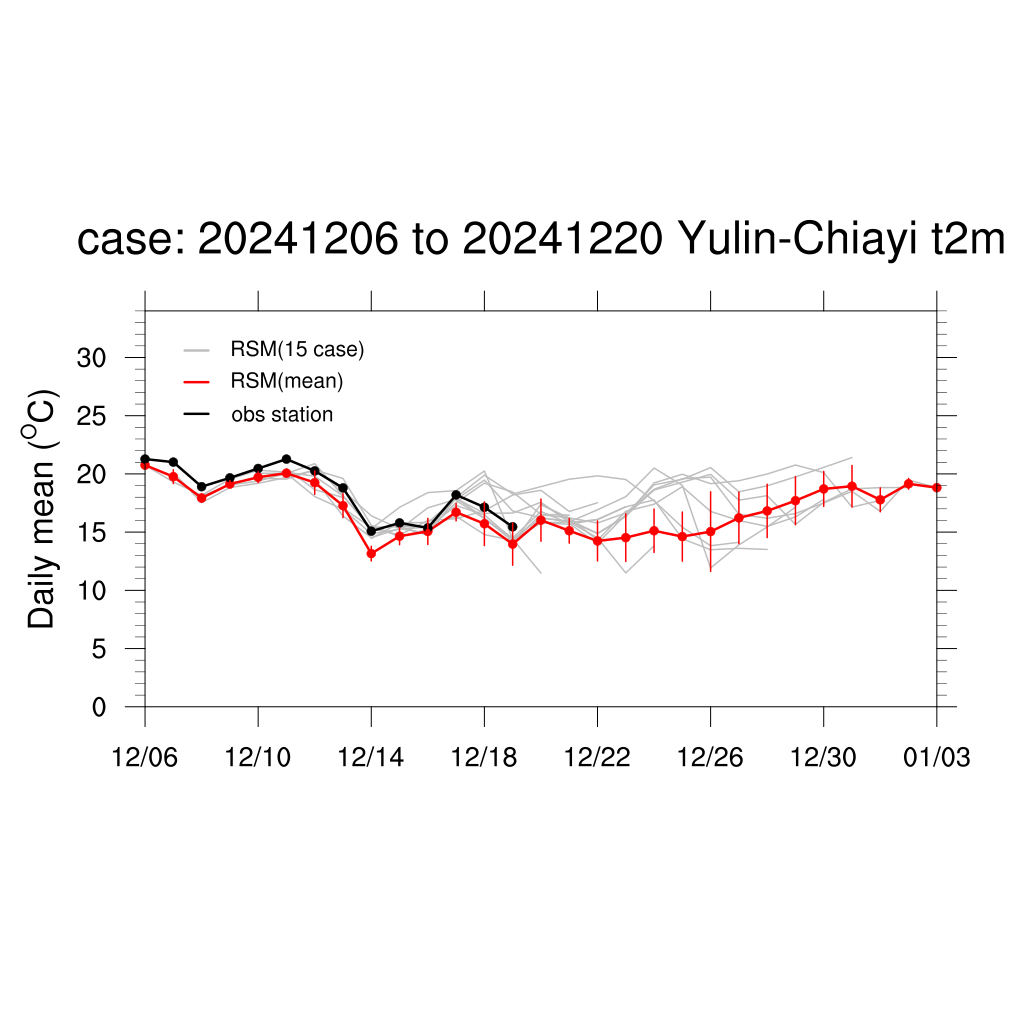 case: 20241206 to 20241220 Yulin-Chiayi t2m
RSM(15 case)
RSM(mean)
obs station
Daily mean (°C)
30
25
20
15
10
5
0
12/06 12/10 12/14 12/18 12/22 12/26 12/30 01/03